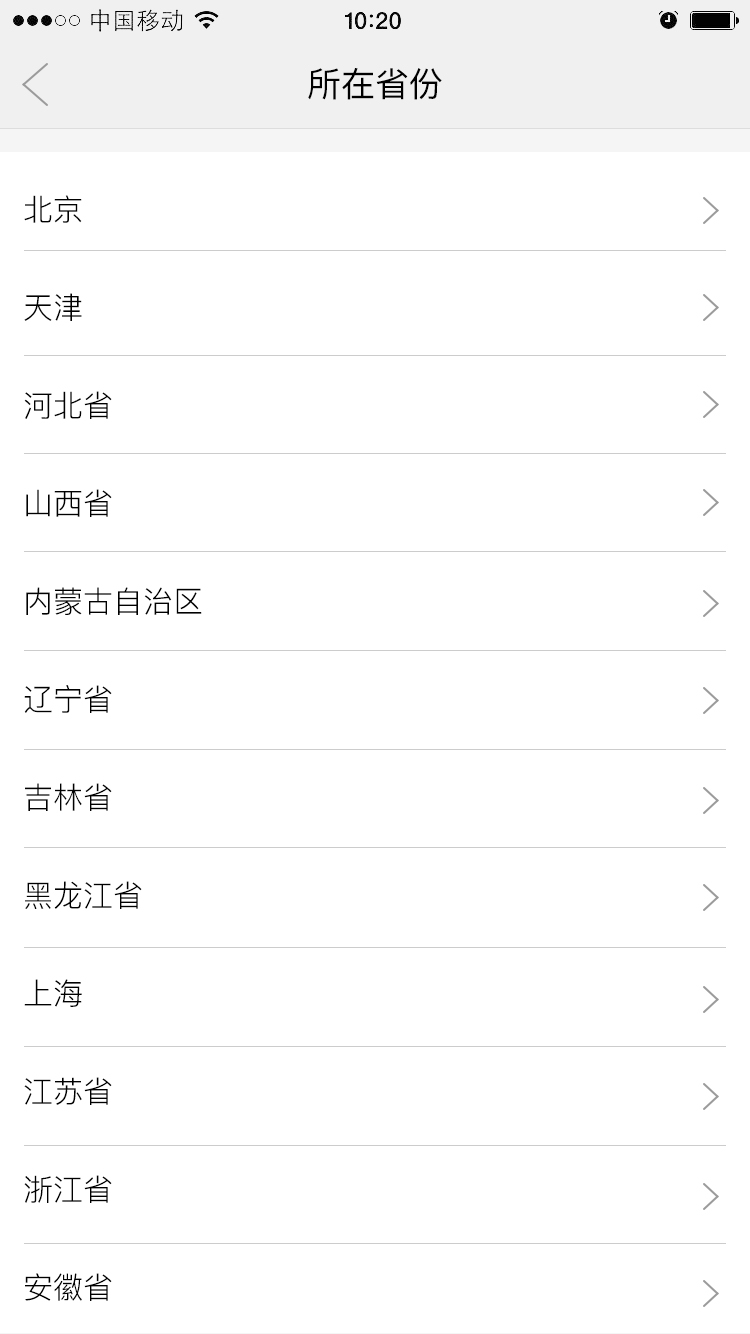 中国移动 10:20
所在省份
北京
天津
河北省
山西省
内蒙古自治区
辽宁省
吉林省
黑龙江省
上海
江苏省
浙江省
安徽省